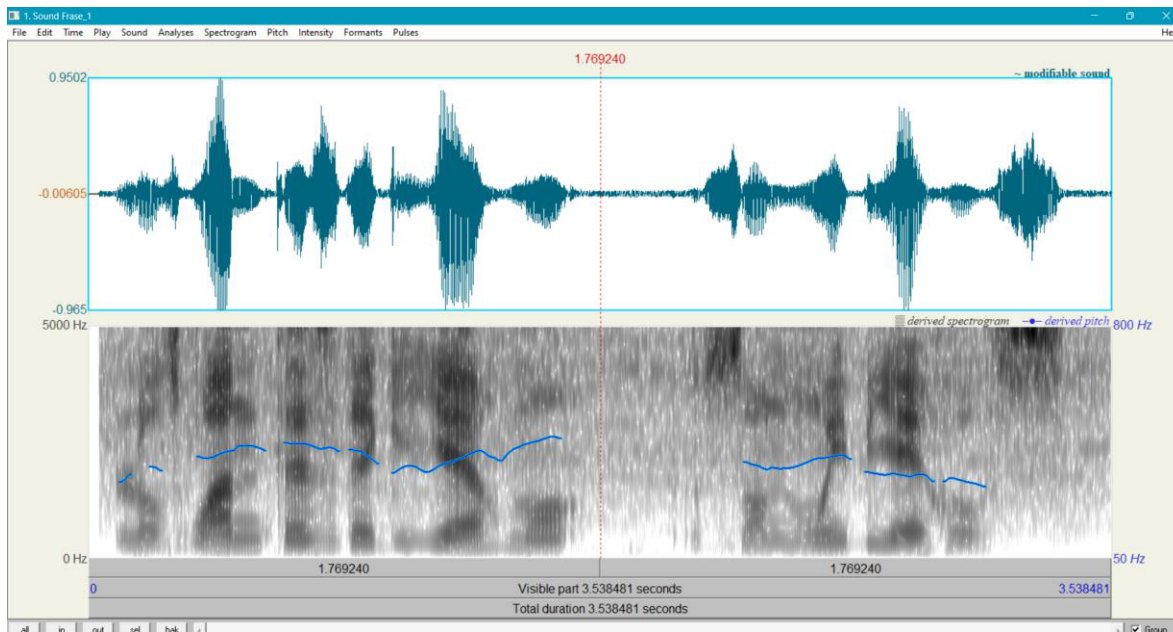 1. Sound Frase_1
File Edit Time Play Sound Analyses Spectrogram Pitch Intensity Formants Pulses He
1.769240
0.9502
~ modifiable sound
-0.00605
-0.965
5000 Hz
derived spectrogram derived pitch 800 Hz
0 Hz
50 Hz
1.769240 1.769240
0 Visible part 3.538481 seconds 3.538481
Total duration 3.538481 seconds
all in out sel bak Group